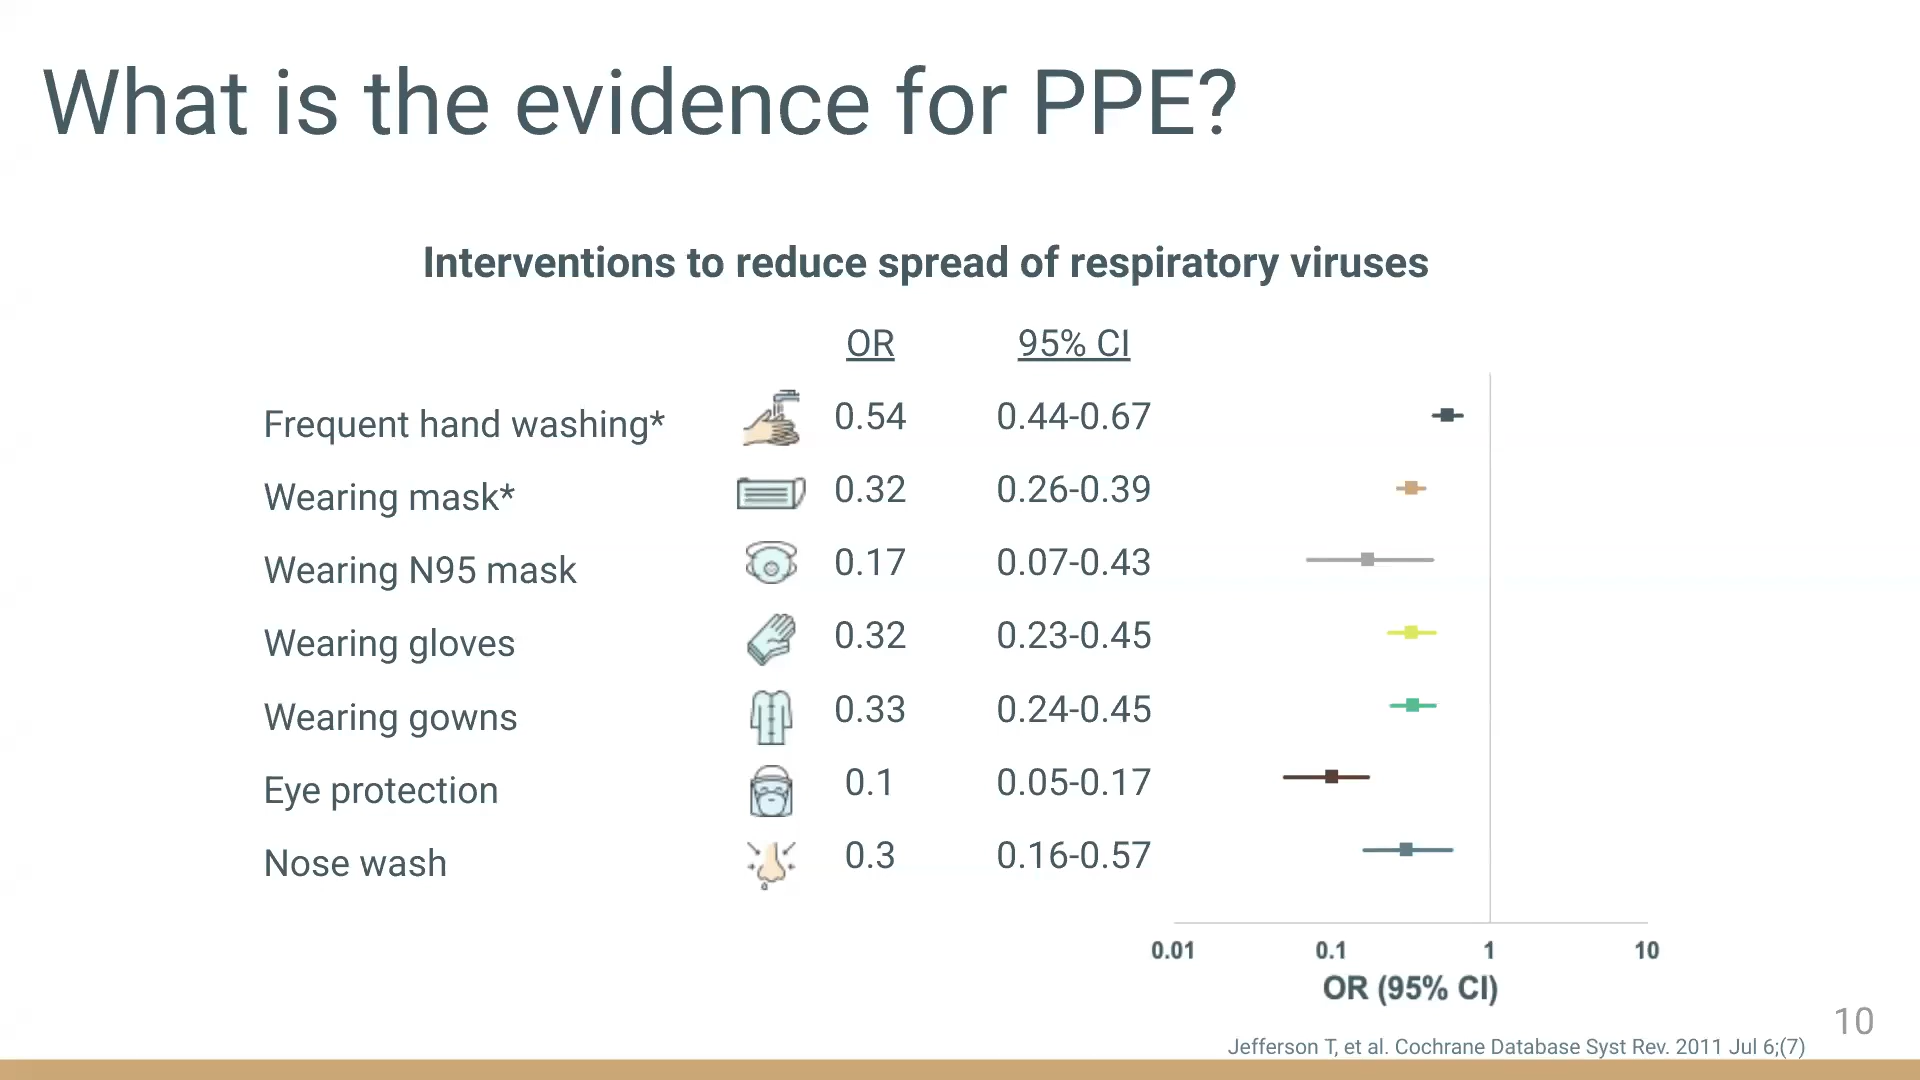 What is the evidence for PPE?
Interventions to reduce spread of respiratory viruses
OR 95% CI
Frequent hand washing* 0.54 0.44-0.67
Wearing mask* 0.32 0.26-0.39
Wearing N95 mask 0.17 0.07-0.43
Wearing gloves 0.32 0.23-0.45
Wearing gowns 0.33 0.24-0.45
Eye protection 0.1 0.05-0.17
Nose wash 0.3 0.16-0.57
0.01 0.1 1 10
OR (95% CI)
10
Jefferson T, et al. Cochrane Database Syst Rev. 2011 Jul 6;(7)